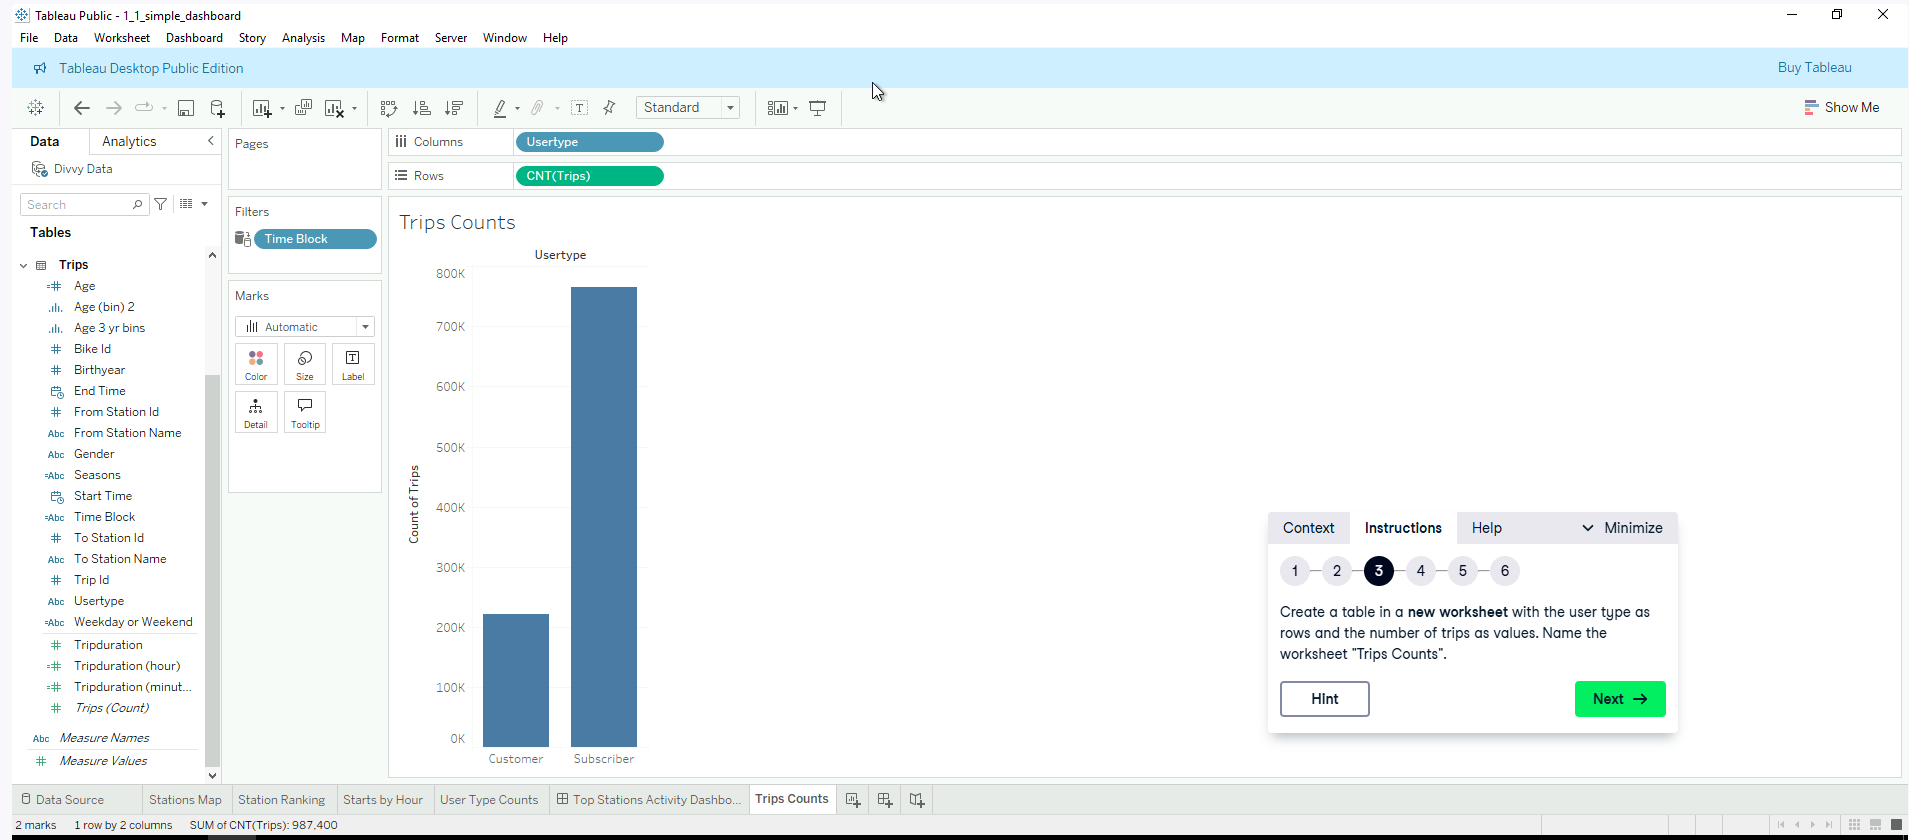 Tableau Public - 1_1_simple_dashboard
File Data Worksheet Dashboard Story Analysis Map Format Server Window Help
Tableau Desktop Public Edition
Buy Tableau
Standard
Show Me
Data
Analytics
Divvy Data
Search
Tables
Trips
Age
Age (bin) 2
Age 3 yr bins
Bike Id
Birthyear
End Time
From Station Id
Abc From Station Name
Abc Gender
=Abc Seasons
Start Time
=Abc Time Block
To Station Id
Abc To Station Name
Trip Id
Abc Usertype
=Abc Weekday or Weekend
Tripduration
Tripduration (hour)
Tripduration (minut...
Trips (Count)
Abc Measure Names
Measure Values
Pages
Filters
Time Block
Marks
Automatic
Color
Size
Label
Detail
Tooltip
Columns
Usertype
Rows
CNT(Trips)
Trips Counts
Usertype
800K
700K
600K
500K
400K
300K
200K
100K
0K
Count of Trips
Customer
Subscriber
Context
Instructions
Help
Minimize
1 2 3 4 5 6
Create a table in a new worksheet with the user type as
rows and the number of trips as values. Name the
worksheet "Trips Counts".
Hint
Next
Data Source
Stations Map
Station Ranking
Starts by Hour
User Type Counts
Top Stations Activity Dashbo...
Trips Counts
2 marks
1 row by 2 columns
SUM of CNT(Trips): 987,400